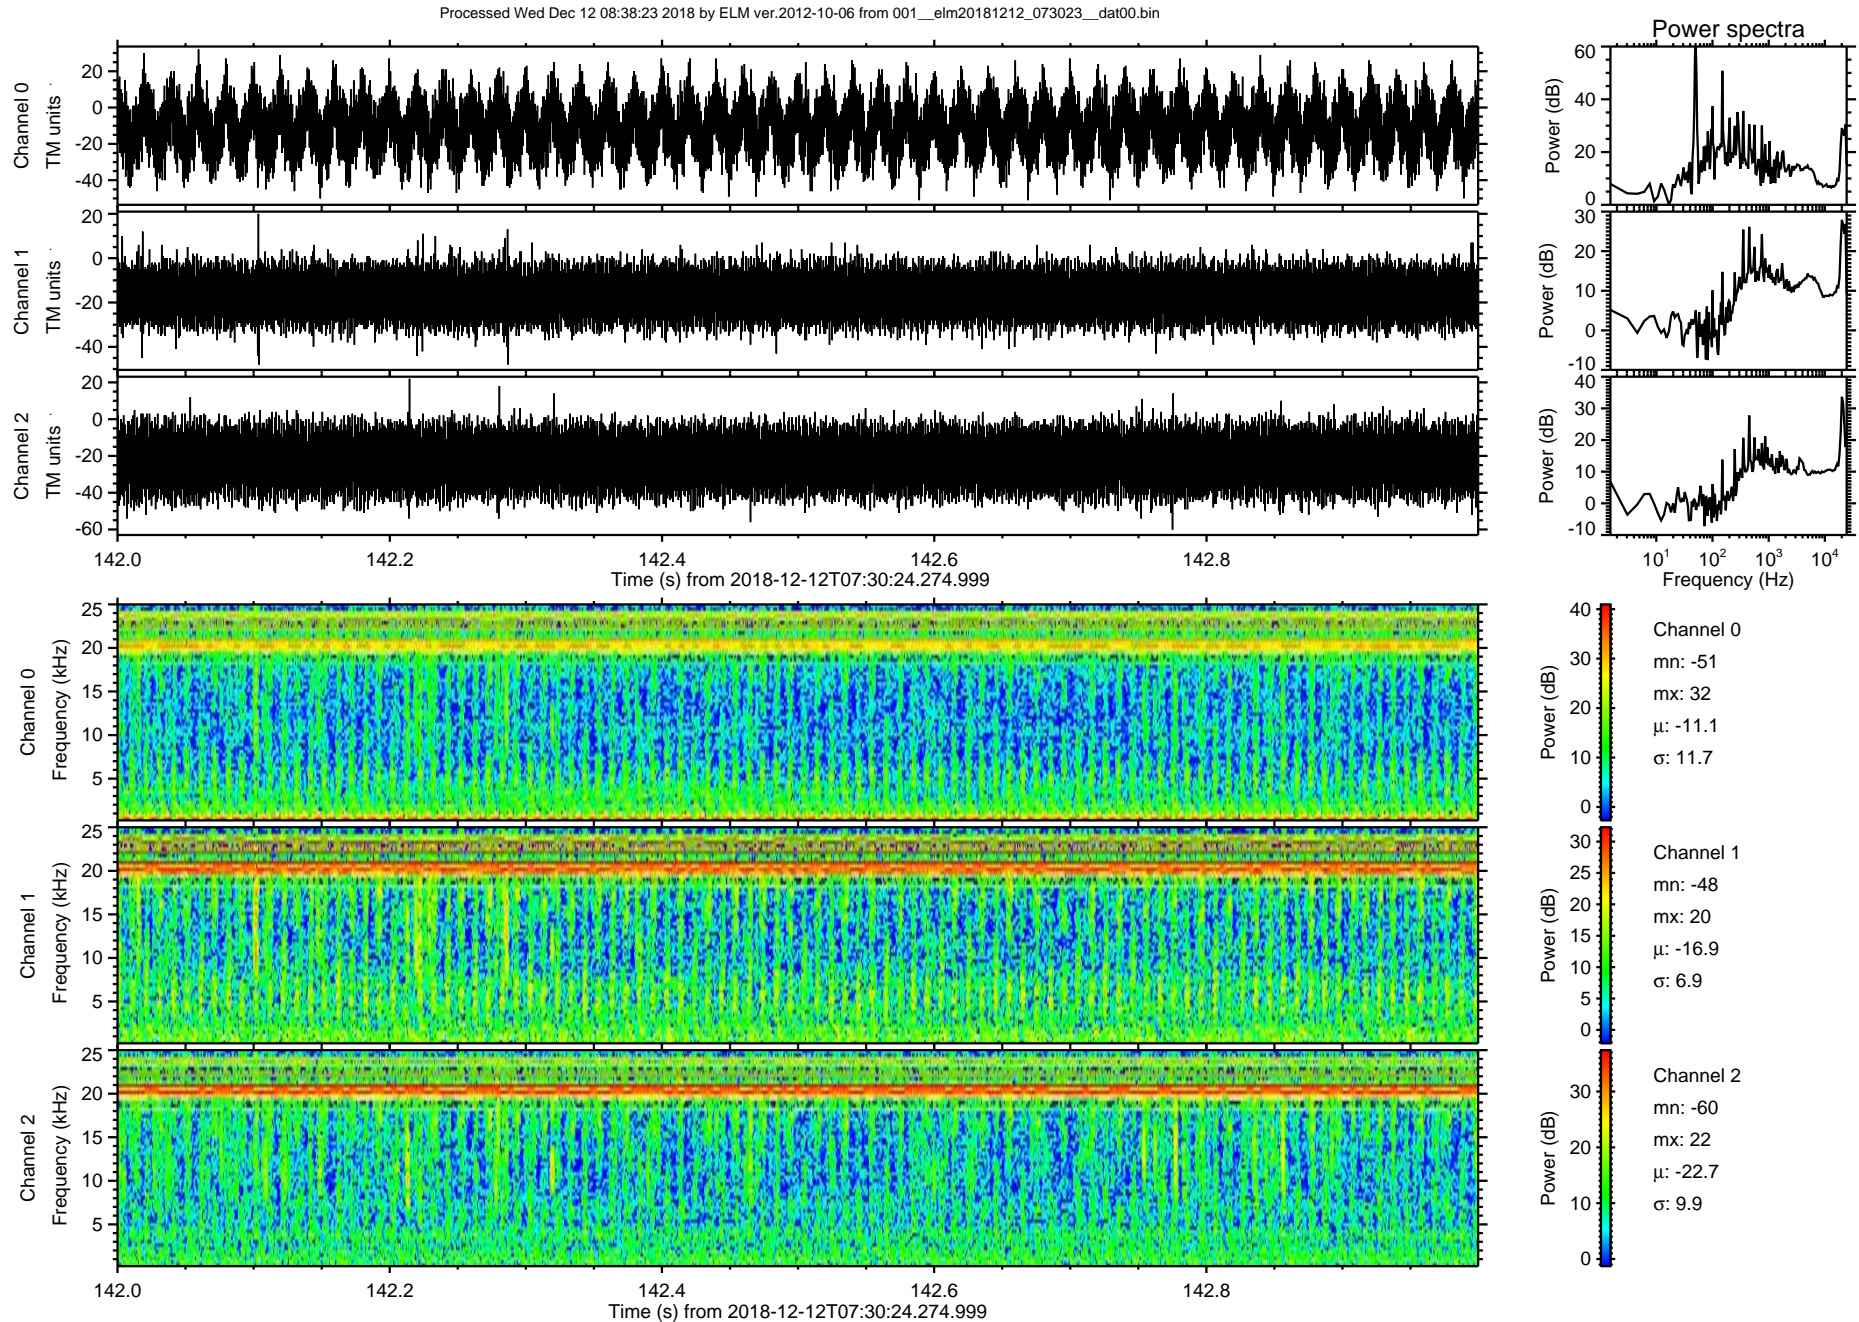 Processed Wed Dec 12 08:38:23 2018 by ELM ver.2012-10-06 from 001__elm20181212_073023__dat00.bin
Power spectra
Channel 0
TM units
20
0
-20
-40
Power (dB)
60
40
20
0
Channel 1
TM units
20
0
-20
-40
Power (dB)
30
20
10
0
-10
Channel 2
TM units
20
0
-20
-40
-60
Power (dB)
40
30
20
10
0
-10
142.0 142.2 142.4 142.6 142.8
Time (s) from 2018-12-12T07:30:24.274.999
10¹ 10² 10³ 10⁴
Frequency (Hz)
Channel 0
Frequency (kHz)
25
20
15
10
5
Power (dB)
40
30
20
10
0
Channel 0
mn: -51
mx: 32
µ: -11.1
σ: 11.7
Channel 1
Frequency (kHz)
25
20
15
10
5
Power (dB)
30
25
20
15
10
5
0
Channel 1
mn: -48
mx: 20
µ: -16.9
σ: 6.9
Channel 2
Frequency (kHz)
25
20
15
10
5
Power (dB)
30
20
10
0
Channel 2
mn: -60
mx: 22
µ: -22.7
σ: 9.9
142.0 142.2 142.4 142.6 142.8
Time (s) from 2018-12-12T07:30:24.274.999